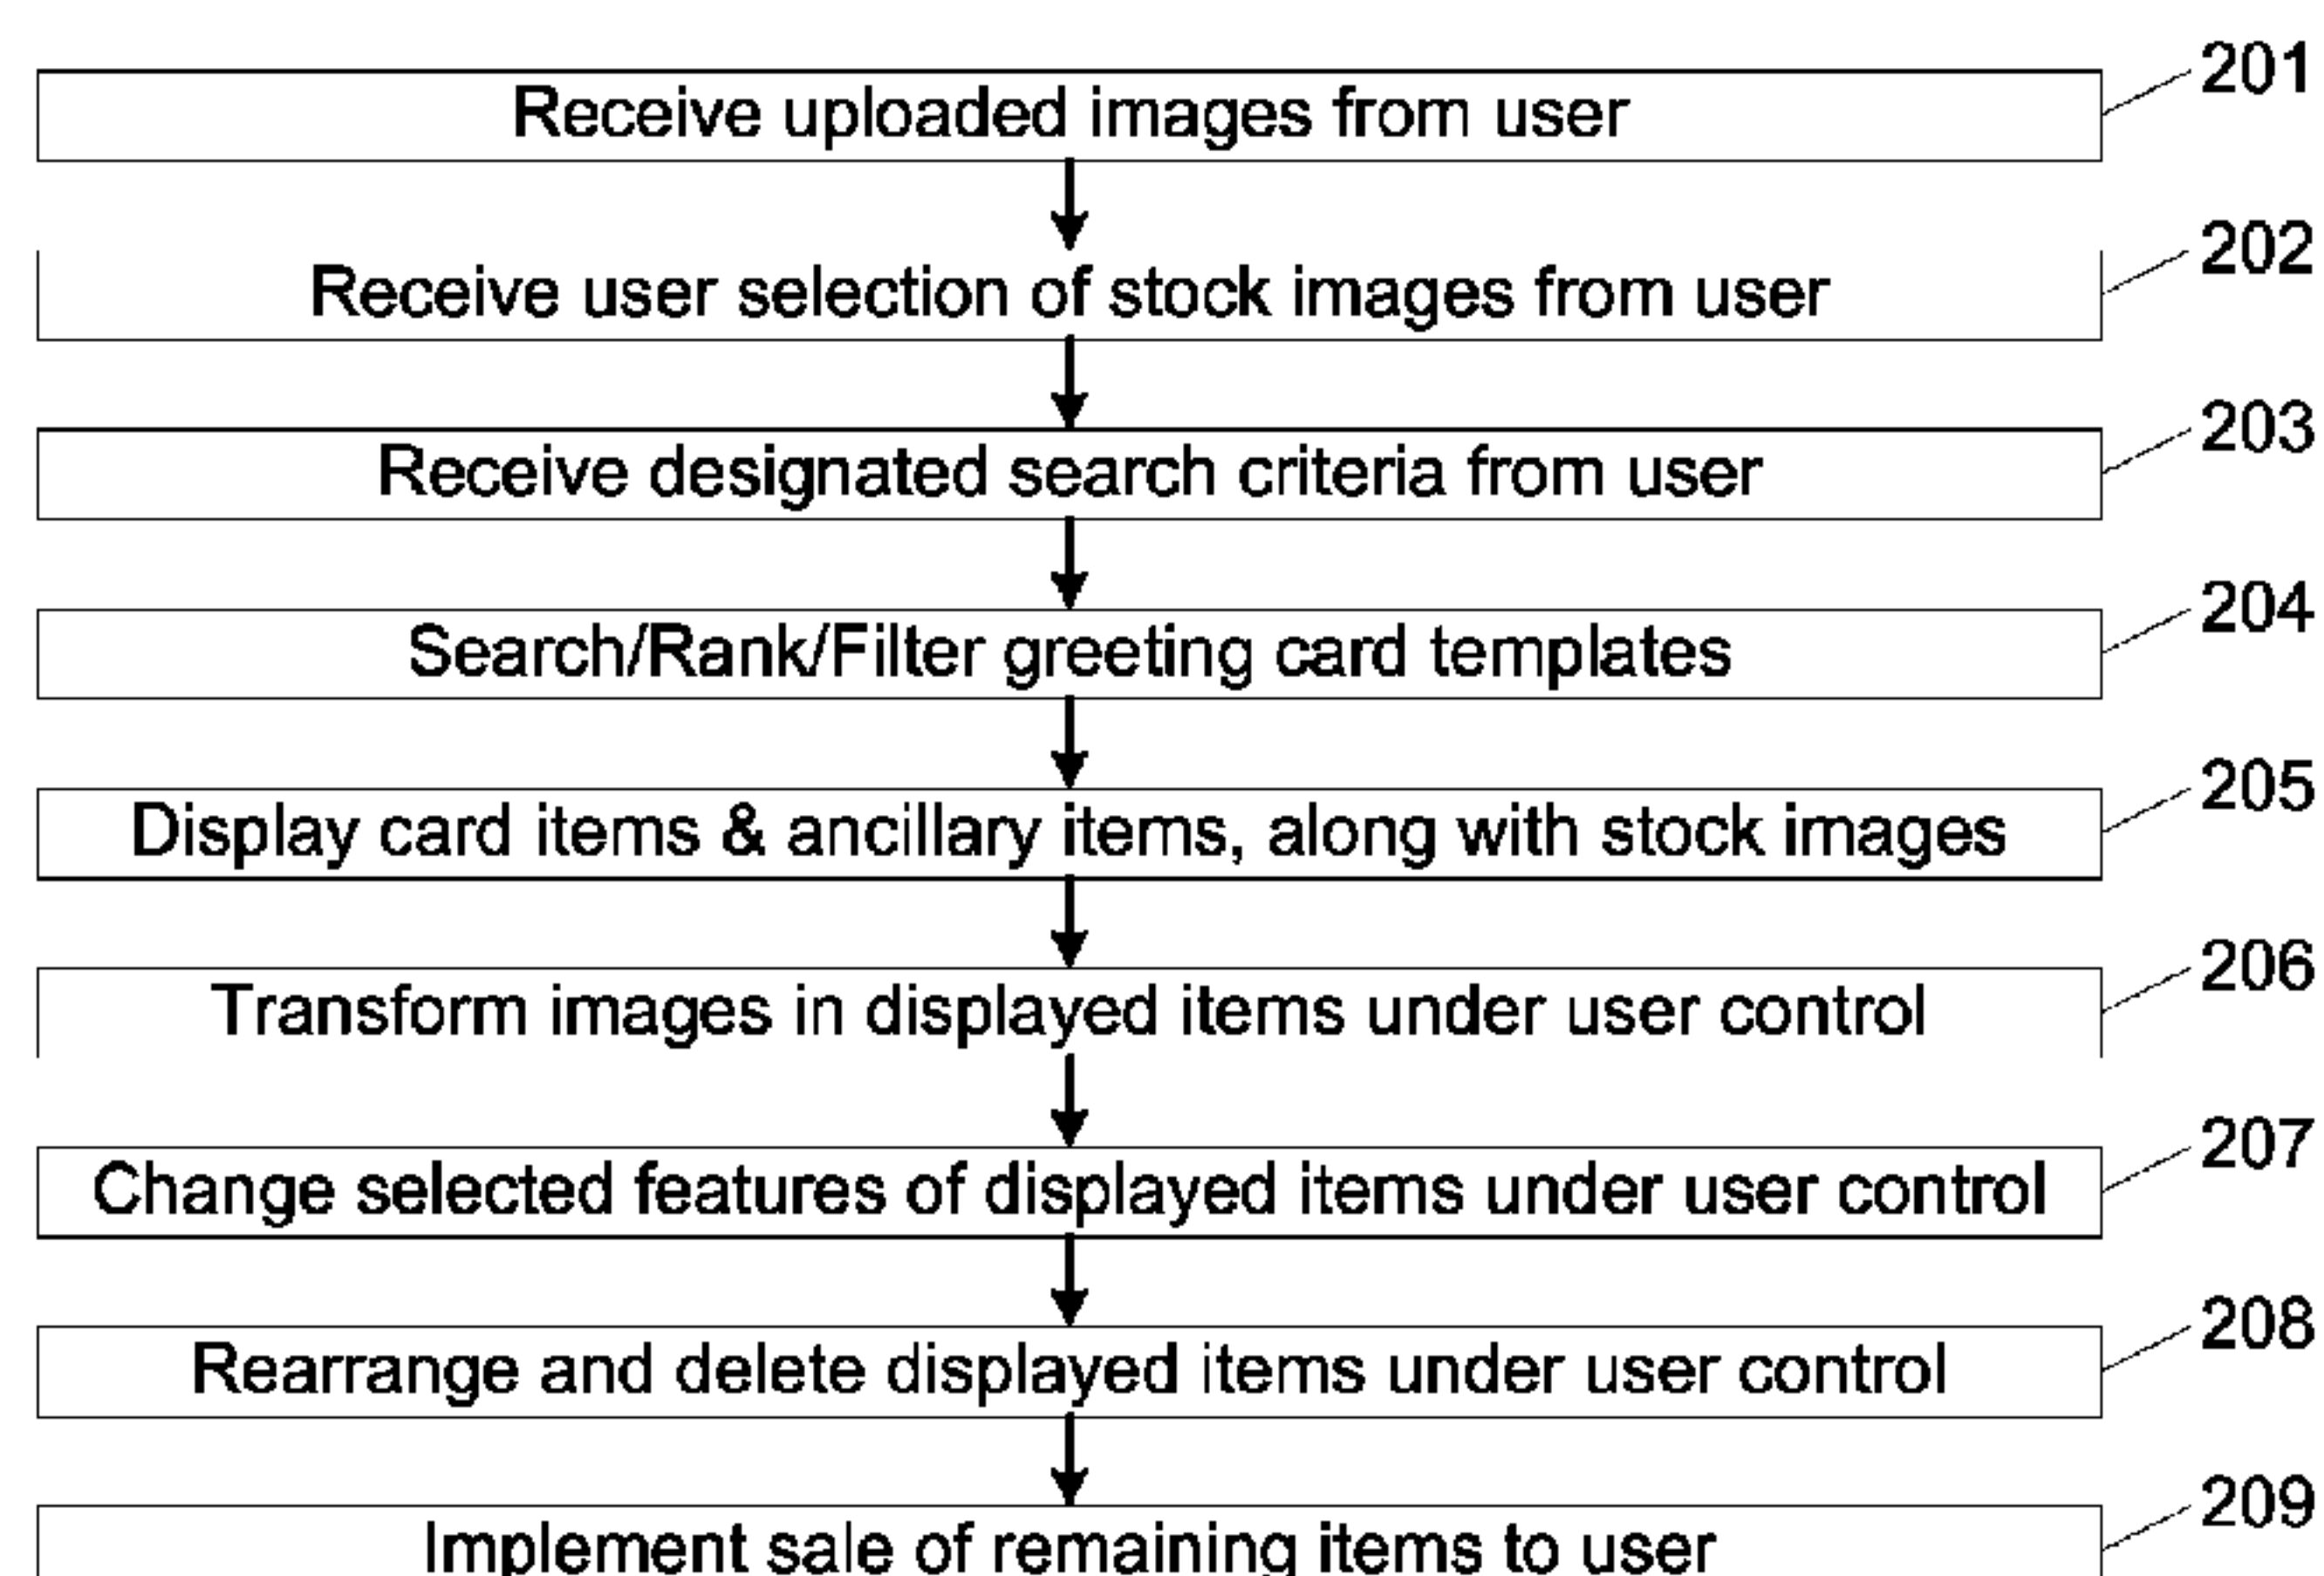 201
Receive uploaded images from user
202
Receive user selection of stock images from user
203
Receive designated search criteria from user
204
Search/Rank/Filter greeting card templates
205
Display card items & ancillary items, along with stock images
206
Transform images in displayed items under user control
207
Change selected features of displayed items under user control
208
Rearrange and delete displayed items under user control
209
Implement sale of remaining items to user